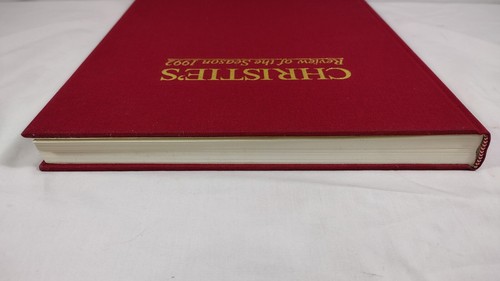 CHRISTIE'S
Review of the Season 1992